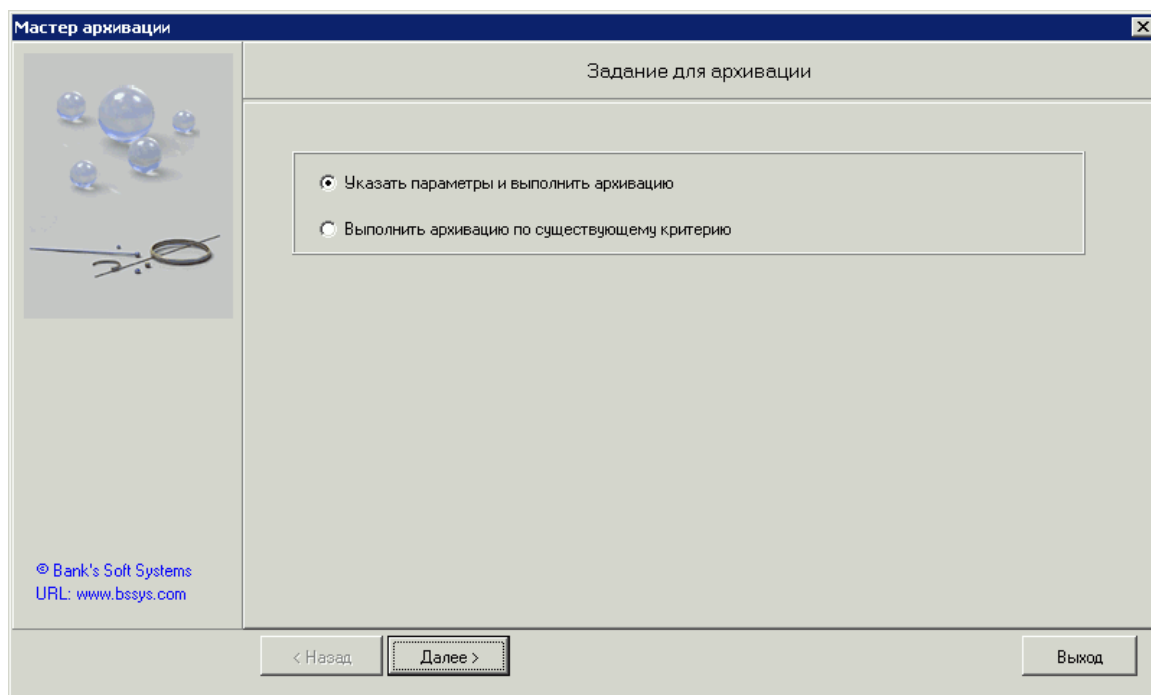 Мастер архивации
Задание для архивации
Указать параметры и выполнить архивацию
Выполнить архивацию по существующему критерию
© Bank's Soft Systems
URL: www.bssys.com
< Назад
Далее >
Выход